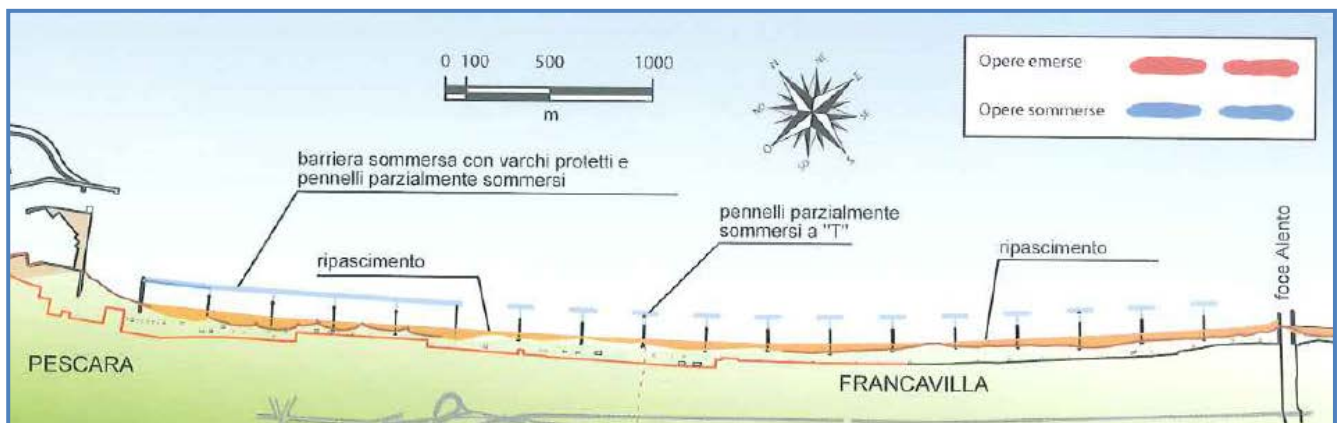 0 100 500 1000
m
Opere emerse
Opere sommerse
barriera sommersa con varchi protetti e
pennelli parzialmente sommersi
pennelli parzialmente
sommersi a "T"
ripascimento
ripascimento
foce Alento
PESCARA
FRANCAVILLA